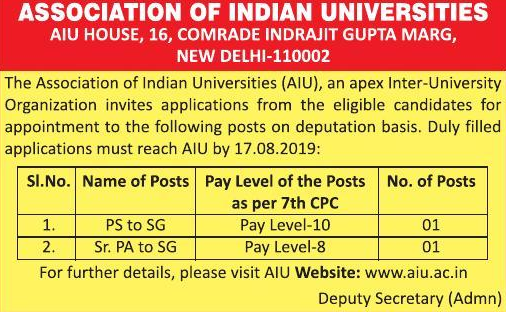 ASSOCIATION OF INDIAN UNIVERSITIES
AIU HOUSE, 16, COMRADE INDRAJIT GUPTA MARG,
NEW DELHI-110002
The Association of Indian Universities (AIU), an apex Inter-University
Organization invites applications from the eligible candidates for
appointment to the following posts on deputation basis. Duly filled
applications must reach AIU by 17.08.2019:
Sl.No. Name of Posts Pay Level of the Posts No. of Posts
as per 7th CPC
1. PS to SG Pay Level-10 01
2. Sr. PA to SG Pay Level-8 01
For further details, please visit AIU Website: www.aiu.ac.in
Deputy Secretary (Admn)